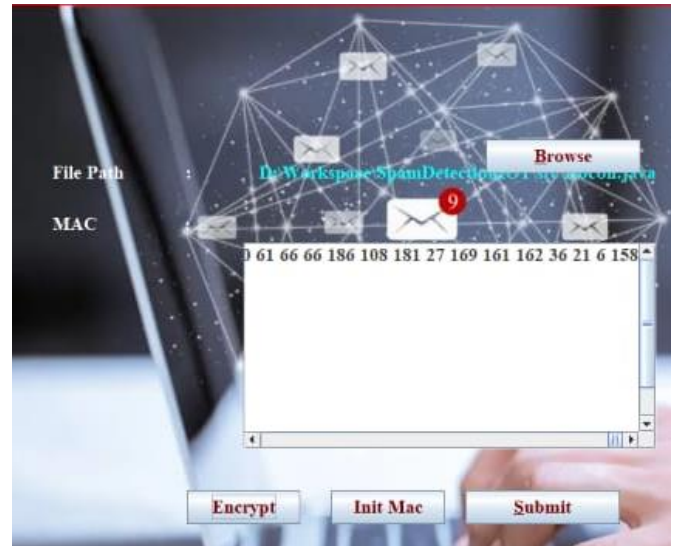 Browse
File Path :
MAC :
9
61 66 66 186 108 181 27 169 161 162 36 21 6 158
Encrypt Init Mac Submit